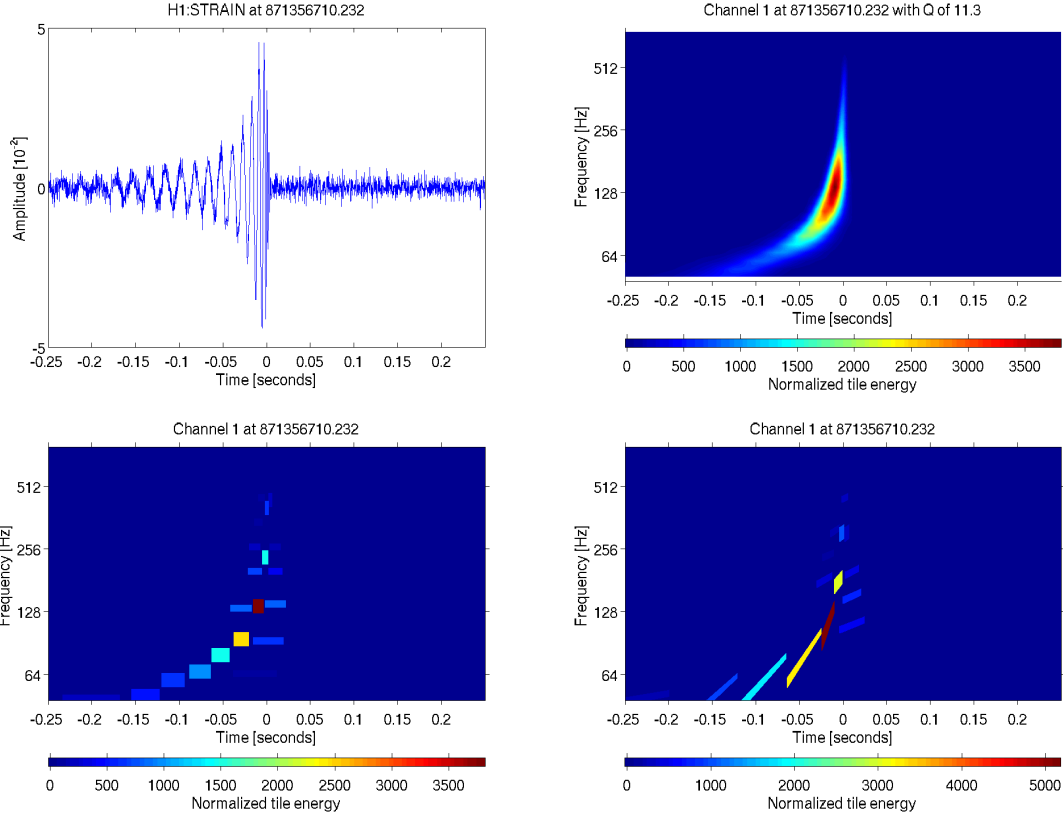 H1:STRAIN at 871356710.232
5
0
-5
Amplitude [10⁻²]
-0.25 -0.2 -0.15 -0.1 -0.05 0 0.05 0.1 0.15 0.2
Time [seconds]
Channel 1 at 871356710.232 with Q of 11.3
512
256
128
64
Frequency [Hz]
-0.25 -0.2 -0.15 -0.1 -0.05 0 0.05 0.1 0.15 0.2
Time [seconds]
0 500 1000 1500 2000 2500 3000 3500
Normalized tile energy
Channel 1 at 871356710.232
512
256
128
64
Frequency [Hz]
-0.25 -0.2 -0.15 -0.1 -0.05 0 0.05 0.1 0.15 0.2
Time [seconds]
0 500 1000 1500 2000 2500 3000 3500
Normalized tile energy
Channel 1 at 871356710.232
512
256
128
64
Frequency [Hz]
-0.25 -0.2 -0.15 -0.1 -0.05 0 0.05 0.1 0.15 0.2
Time [seconds]
0 1000 2000 3000 4000 5000
Normalized tile energy